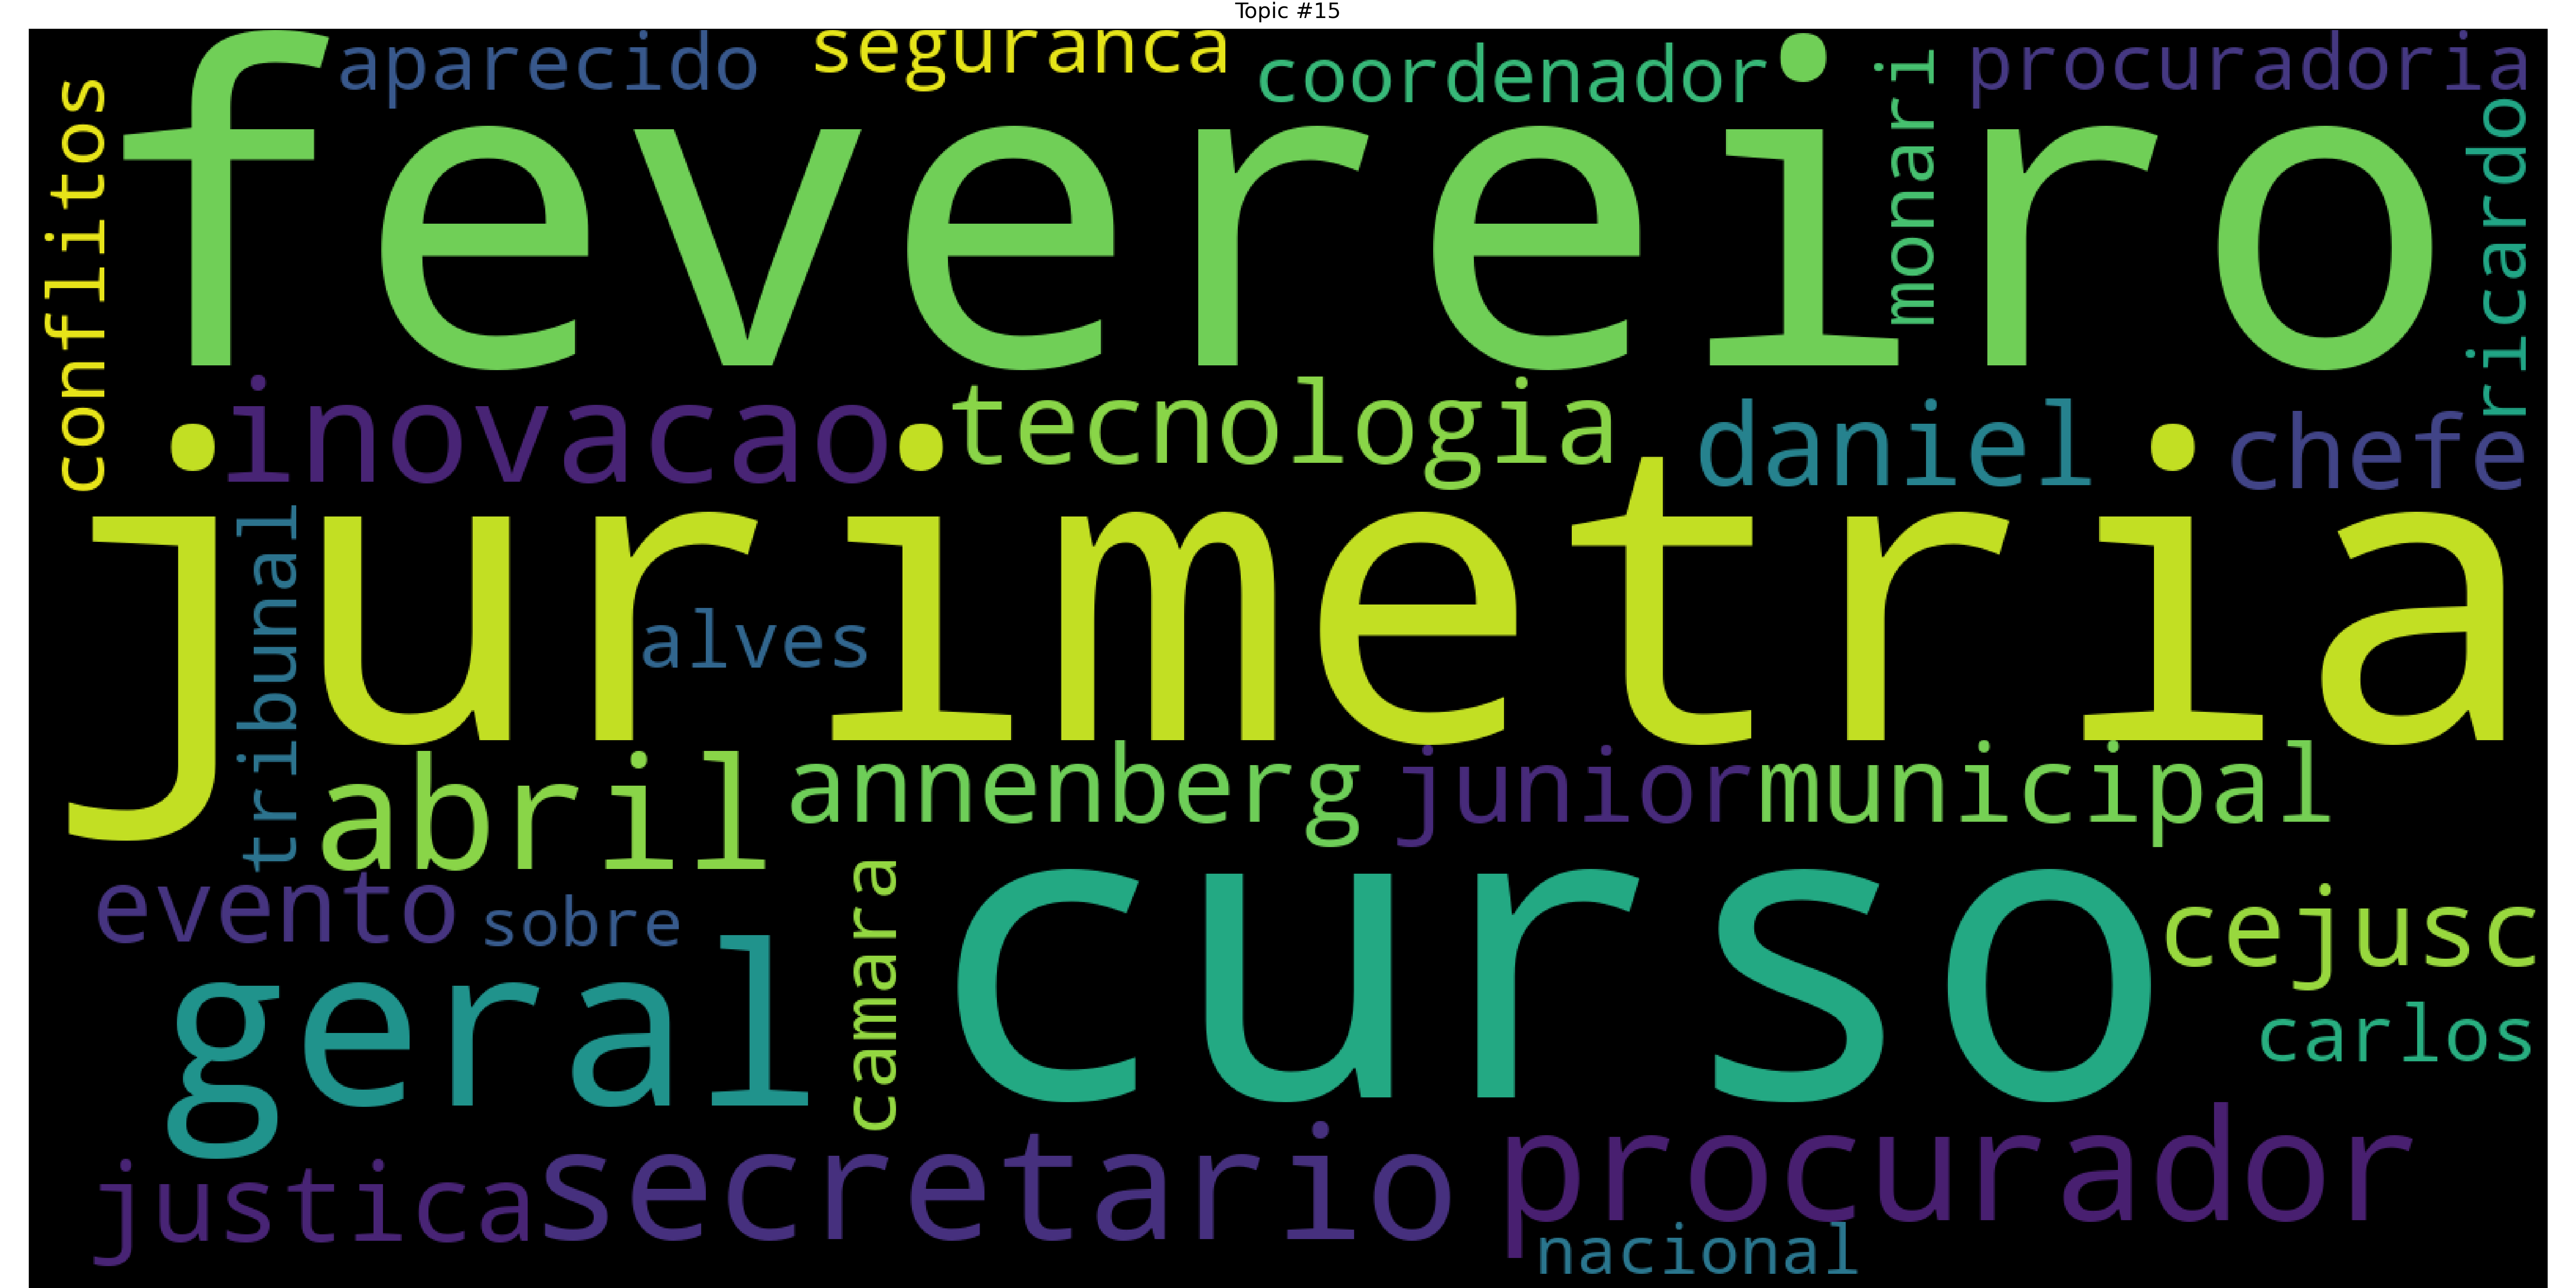 Topic #15
aparecido
seguranca
coordenador
monari
procuradoria
conflitos
fevereiro
ricardo
inovacao
tecnologia
daniel
chefe
tribunal
jurimetria
alves
abril
annenberg
junior
municipal
evento
sobre
camara
curso
cejusc
geral
carlos
justica
secretario
procurador
nacional